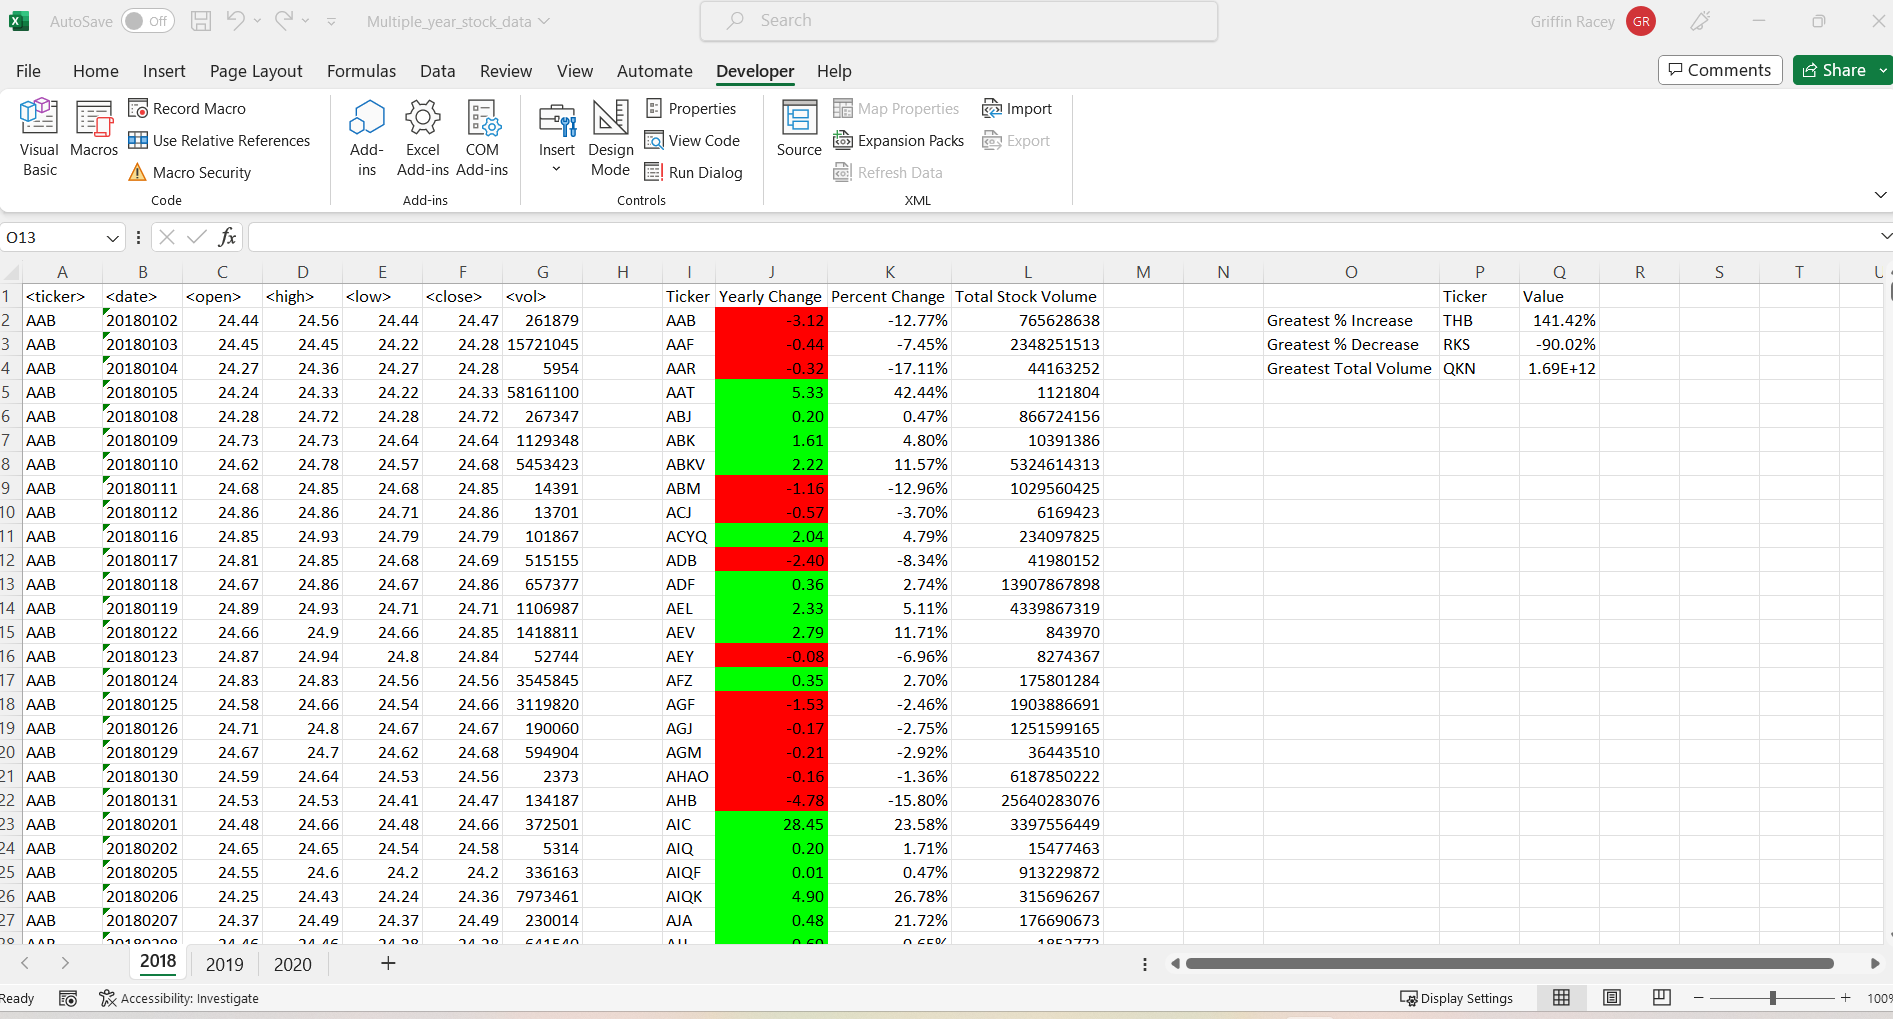 AutoSave Off Multiple_year_stock_data Search Griffin Racey GR
File Home Insert Page Layout Formulas Data Review View Automate Developer Help Comments Share
Visual Basic
Macros
Record Macro
Use Relative References
Macro Security
Code
Add-ins
Excel Add-ins
COM Add-ins
Add-ins
Insert
Design Mode
Properties
View Code
Run Dialog
Controls
Source
Map Properties
Expansion Packs
Refresh Data
Import
Export
XML
O13 fx
A B C D E F G H I J K L M N O P Q R S T U
1 <ticker> <date> <open> <high> <low> <close> <vol> Ticker Yearly Change Percent Change Total Stock Volume Ticker Value
2 AAB 20180102 24.44 24.56 24.44 24.47 261879 AAB -3.12 -12.77% 765628638 Greatest % Increase THB 141.42%
3 AAB 20180103 24.45 24.45 24.22 24.28 15721045 AAF -0.44 -7.45% 2348251513 Greatest % Decrease RKS -90.02%
4 AAB 20180104 24.27 24.36 24.27 24.28 5954 AAR -0.32 -17.11% 44163252 Greatest Total Volume QKN 1.69E+12
5 AAB 20180105 24.24 24.33 24.22 24.33 58161100 AAT 5.33 42.44% 1121804
6 AAB 20180108 24.28 24.72 24.28 24.72 267347 ABJ 0.20 0.47% 866724156
7 AAB 20180109 24.73 24.73 24.64 24.64 1129348 ABK 1.61 4.80% 10391386
8 AAB 20180110 24.62 24.78 24.57 24.68 5453423 ABKV 2.22 11.57% 5324614313
9 AAB 20180111 24.68 24.85 24.68 24.85 14391 ABM -1.16 -12.96% 1029560425
10 AAB 20180112 24.86 24.86 24.71 24.86 13701 ACJ -0.57 -3.70% 6169423
11 AAB 20180116 24.85 24.93 24.79 24.79 101867 ACYQ 2.04 4.79% 234097825
12 AAB 20180117 24.81 24.85 24.68 24.69 515155 ADB -2.40 -8.34% 41980152
13 AAB 20180118 24.67 24.86 24.67 24.86 657377 ADF 0.36 2.74% 13907867898
14 AAB 20180119 24.89 24.93 24.71 24.71 1106987 AEL 2.33 5.11% 4339867319
15 AAB 20180122 24.66 24.9 24.66 24.85 1418811 AEV 2.79 11.71% 843970
16 AAB 20180123 24.87 24.94 24.8 24.84 52744 AEY -0.08 -6.96% 8274367
17 AAB 20180124 24.83 24.83 24.56 24.56 3545845 AFZ 0.35 2.70% 175801284
18 AAB 20180125 24.58 24.66 24.54 24.66 3119820 AGF -1.53 -2.46% 1903886691
19 AAB 20180126 24.71 24.8 24.67 24.67 190060 AGJ -0.17 -2.75% 1251599165
20 AAB 20180129 24.67 24.7 24.62 24.68 594904 AGM -0.21 -2.92% 36443510
21 AAB 20180130 24.59 24.64 24.53 24.56 2373 AHAO -0.16 -1.36% 6187850222
22 AAB 20180131 24.53 24.53 24.41 24.47 134187 AHB -4.78 -15.80% 25640283076
23 AAB 20180201 24.48 24.66 24.48 24.66 372501 AIC 28.45 23.58% 3397556449
24 AAB 20180202 24.65 24.65 24.54 24.58 5314 AIQ 0.20 1.71% 15477463
25 AAB 20180205 24.55 24.6 24.2 24.2 336163 AIQF 0.01 0.47% 913229872
26 AAB 20180206 24.25 24.43 24.24 24.36 7973461 AIQK 4.90 26.78% 315696267
27 AAB 20180207 24.37 24.49 24.37 24.49 230014 AJA 0.48 21.72% 176690673
2018 2019 2020
Ready Accessibility: Investigate Display Settings 100%